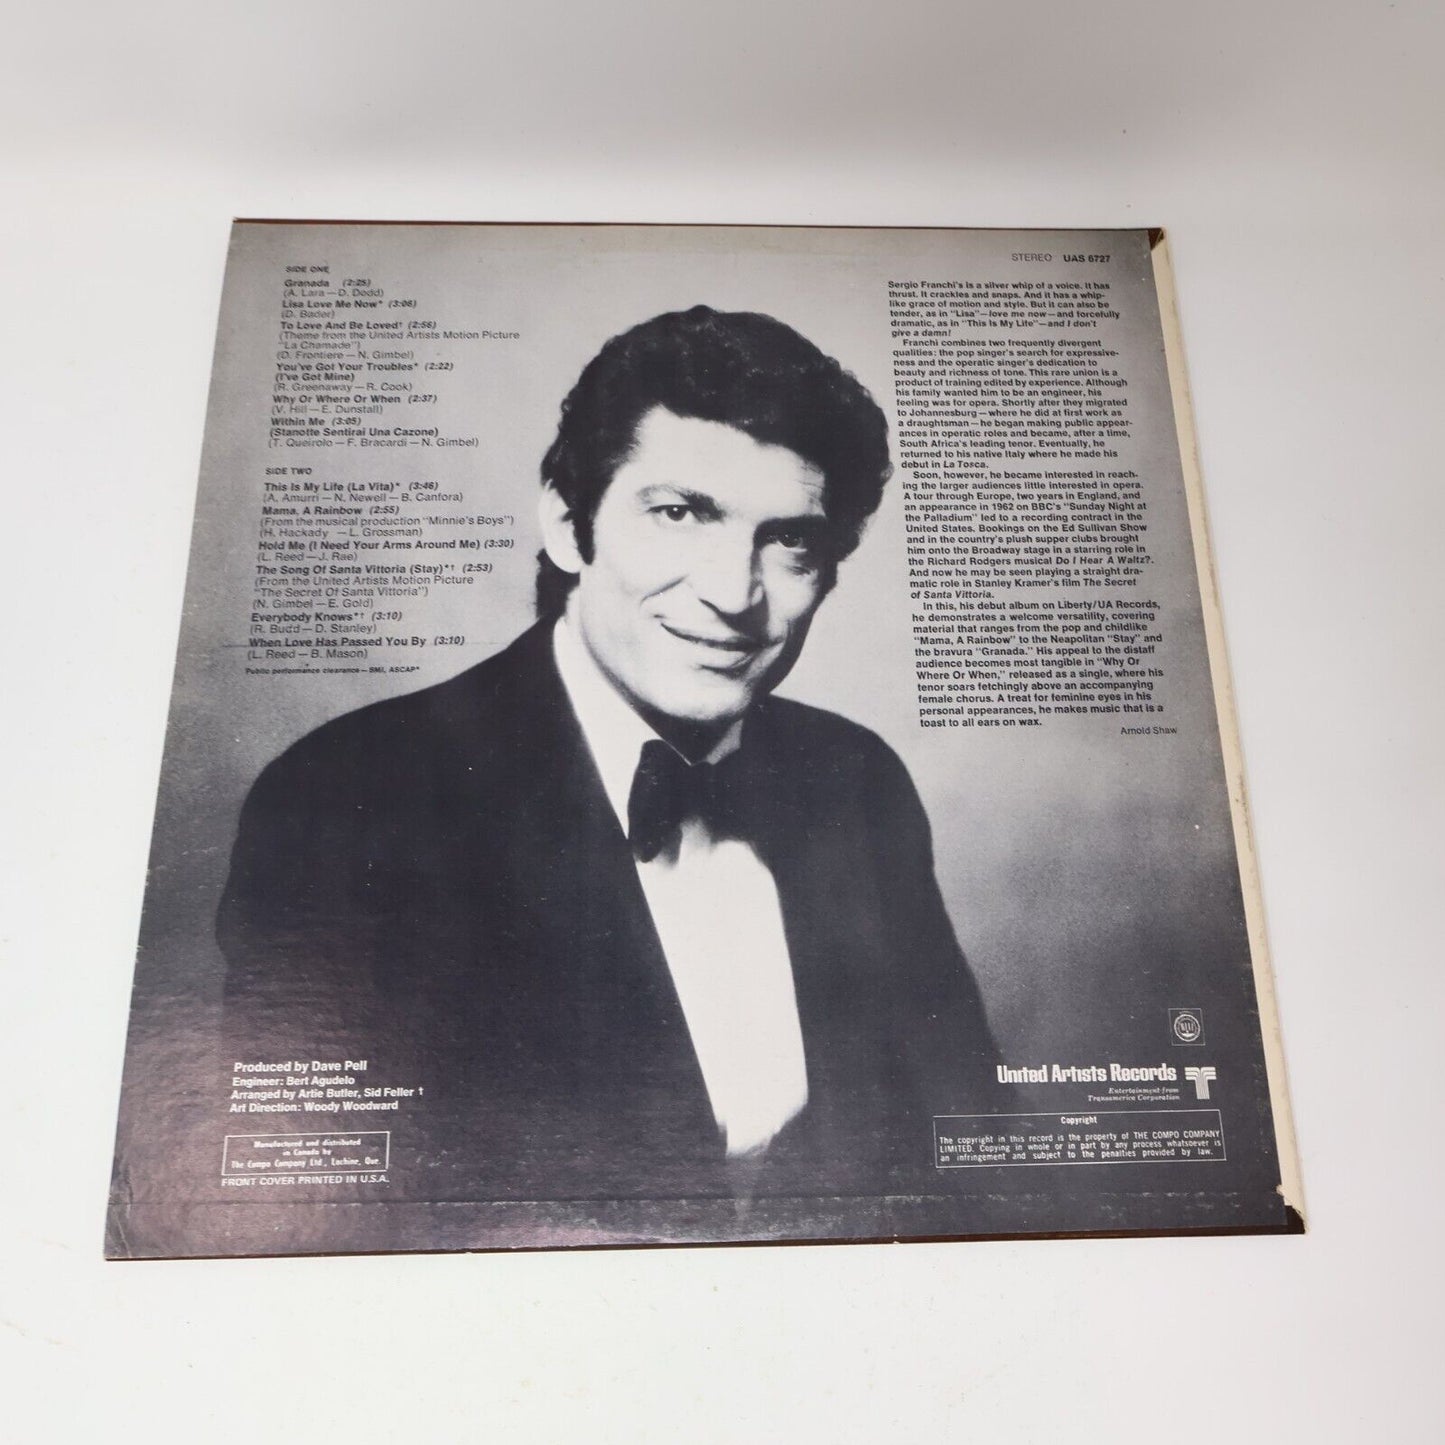 SIDE ONE
Granada (2:25)
(A. Lara—D. Dodd)
Lisa Love Me Now* (3:06)
(D. Bader)
To Love And Be Loved† (2:56)
(Theme from the United Artists Motion Picture
"La Chamade")
(D. Frontiere—N. Gimbel)
You've Got Your Troubles* (2:22)
(I've Got Mine)
(R. Greenaway—R. Cook)
Why Or Where Or When (2:37)
(V. Hill—E. Dunstall)
Within Me (3:05)
(Stanotte Sentirai Una Cazone)
(T. Queirolo—F. Bracardi—N. Gimbel)
SIDE TWO
This Is My Life (La Vita)* (3:46)
(A. Amurri—N. Newell—B. Canfora)
Mama, A Rainbow (2:55)
(From the musical production "Minnie's Boys")
(H. Hackady —L. Grossman)
Hold Me (I Need Your Arms Around Me) (3:30)
(L. Reed—J. Rae)
The Song Of Santa Vittoria (Stay)*† (2:53)
(From the United Artists Motion Picture
"The Secret Of Santa Vittoria")
(N. Gimbel—E. Gold)
Everybody Knows*† (3:10)
(R. Budd—D. Stanley)
When Love Has Passed You By (3:10)
(L. Reed—B. Mason)
Public performance clearance—BMI, ASCAP*
STEREO UAS 6727
Sergio Franchi's is a silver whip of a voice. It has
thrust. It crackles and snaps. And it has a whip-
like grace of motion and style. But it can also be
tender, as in "Lisa"—love me now—and forcefully
dramatic, as in "This Is My Life"—and I don't
give a damn!
Franchi combines two frequently divergent
qualities: the pop singer's search for expressive-
ness and the operatic singer's dedication to
beauty and richness of tone. This rare union is a
product of training edited by experience. Although
his family wanted him to be an engineer, his
feeling was for opera. Shortly after they migrated
to Johannesburg—where he did at first work as
a draughtsman—he began making public appear-
ances in operatic roles and became, after a time,
South Africa's leading tenor. Eventually, he
returned to his native Italy where he made his
debut in La Tosca.
Soon, however, he became interested in reach-
ing the larger audiences little interested in opera.
A tour through Europe, two years in England, and
an appearance in 1962 on BBC's "Sunday Night at
the Palladium" led to a recording contract in the
United States. Bookings on the Ed Sullivan Show
and in the country's plush supper clubs brought
him onto the Broadway stage in a starring role in
the Richard Rodgers musical Do I Hear A Waltz?.
And now he may be seen playing a straight dra-
matic role in Stanley Kramer's film The Secret
of Santa Vittoria.
In this, his debut album on Liberty/UA Records,
he demonstrates a welcome versatility, covering
material that ranges from the pop and childlike
"Mama, A Rainbow" to the Neapolitan "Stay" and
the bravura "Granada." His appeal to the distaff
audience becomes most tangible in "Why Or
Where Or When," released as a single, where his
tenor soars fetchingly above an accompanying
female chorus. A treat for feminine eyes in his
personal appearances, he makes music that is a
toast to all ears on wax.
Arnold Shaw
Produced by Dave Pell
Engineer: Bert Agudelo
Arranged by Artie Butler, Sid Feller †
Art Direction: Woody Woodward
Manufactured and distributed
in Canada by
The Compo Company Ltd., Lachine, Que.
FRONT COVER PRINTED IN U.S.A.
United Artists Records
Entertainment from
Transamerica Corporation
Copyright
The copyright in this record is the property of THE COMPO COMPANY
LIMITED. Copying in whole or in part by any process whatsoever is
an infringement and subject to the penalties provided by law.